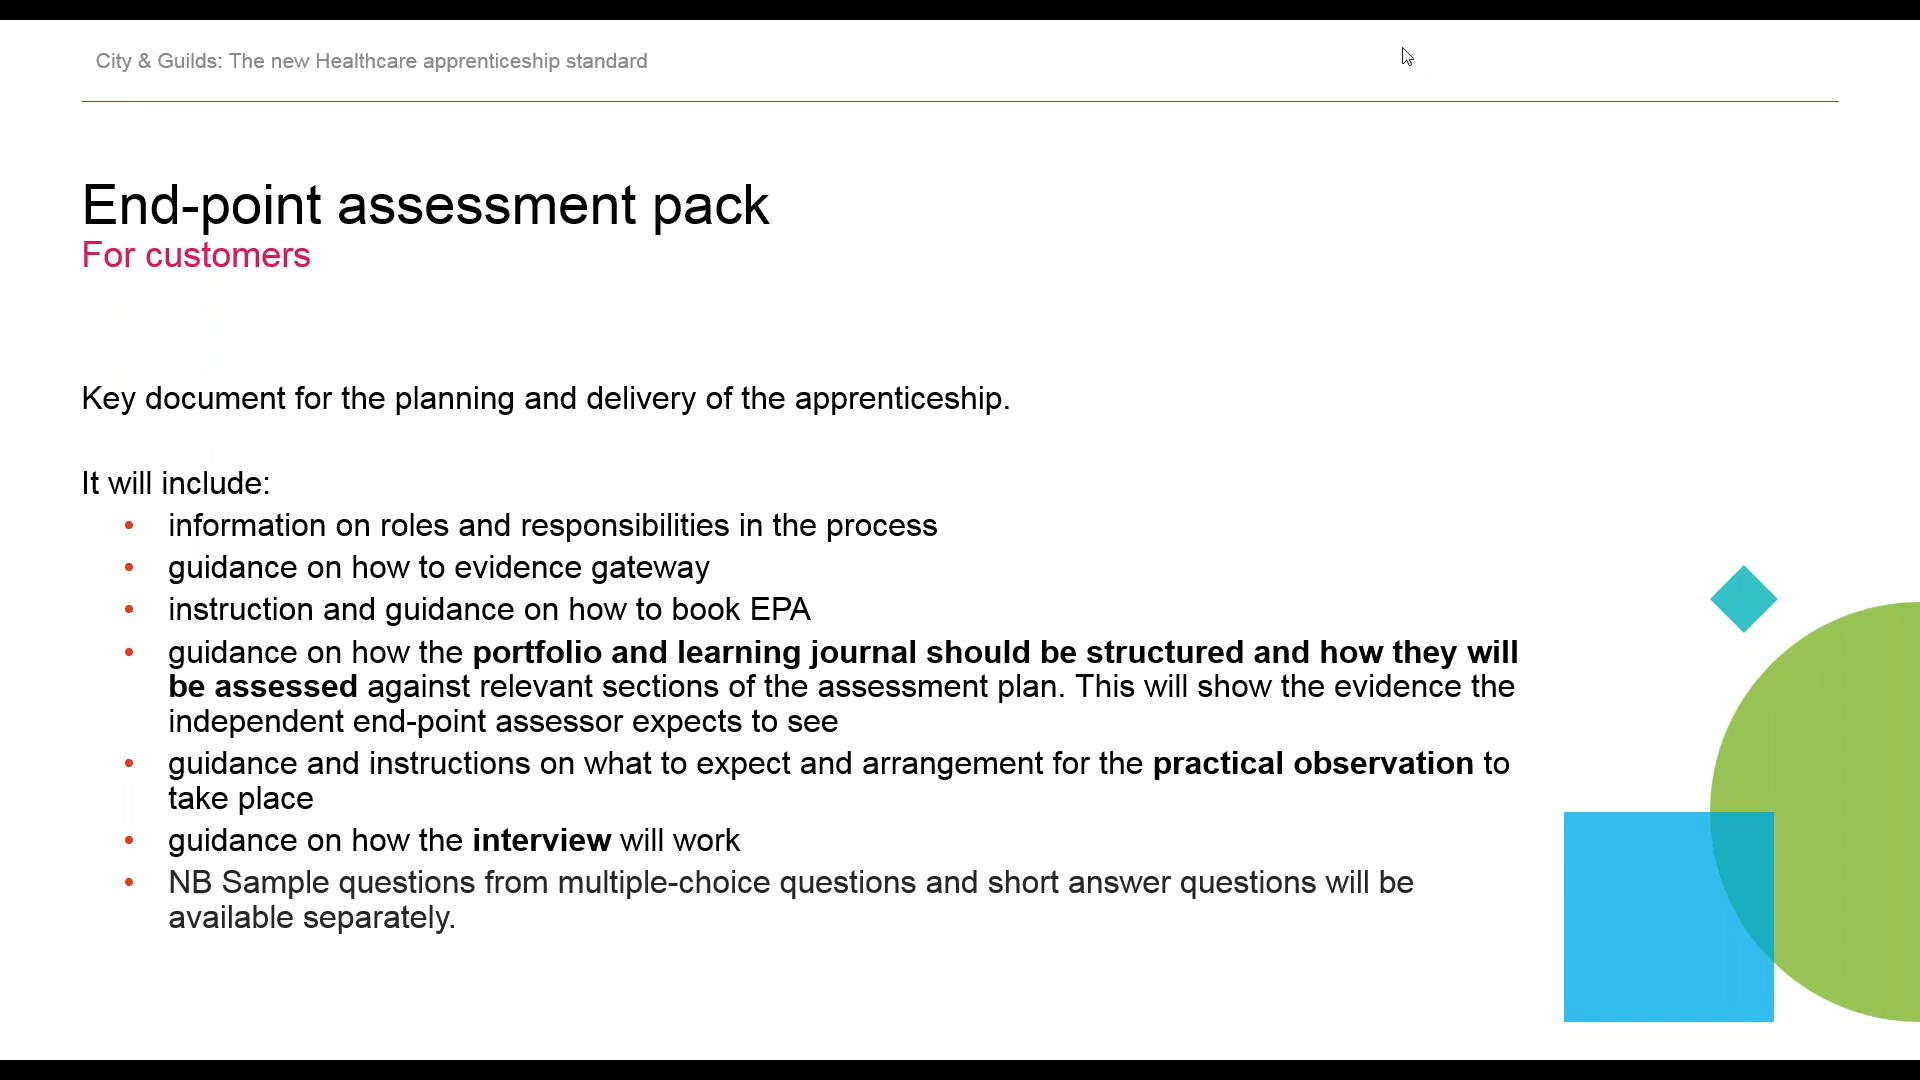 City & Guilds: The new Healthcare apprenticeship standard
End-point assessment pack
For customers
Key document for the planning and delivery of the apprenticeship.
It will include:
• information on roles and responsibilities in the process
• guidance on how to evidence gateway
• instruction and guidance on how to book EPA
• guidance on how the portfolio and learning journal should be structured and how they will
be assessed against relevant sections of the assessment plan. This will show the evidence the
independent end-point assessor expects to see
• guidance and instructions on what to expect and arrangement for the practical observation to
take place
• guidance on how the interview will work
• NB Sample questions from multiple-choice questions and short answer questions will be
available separately.